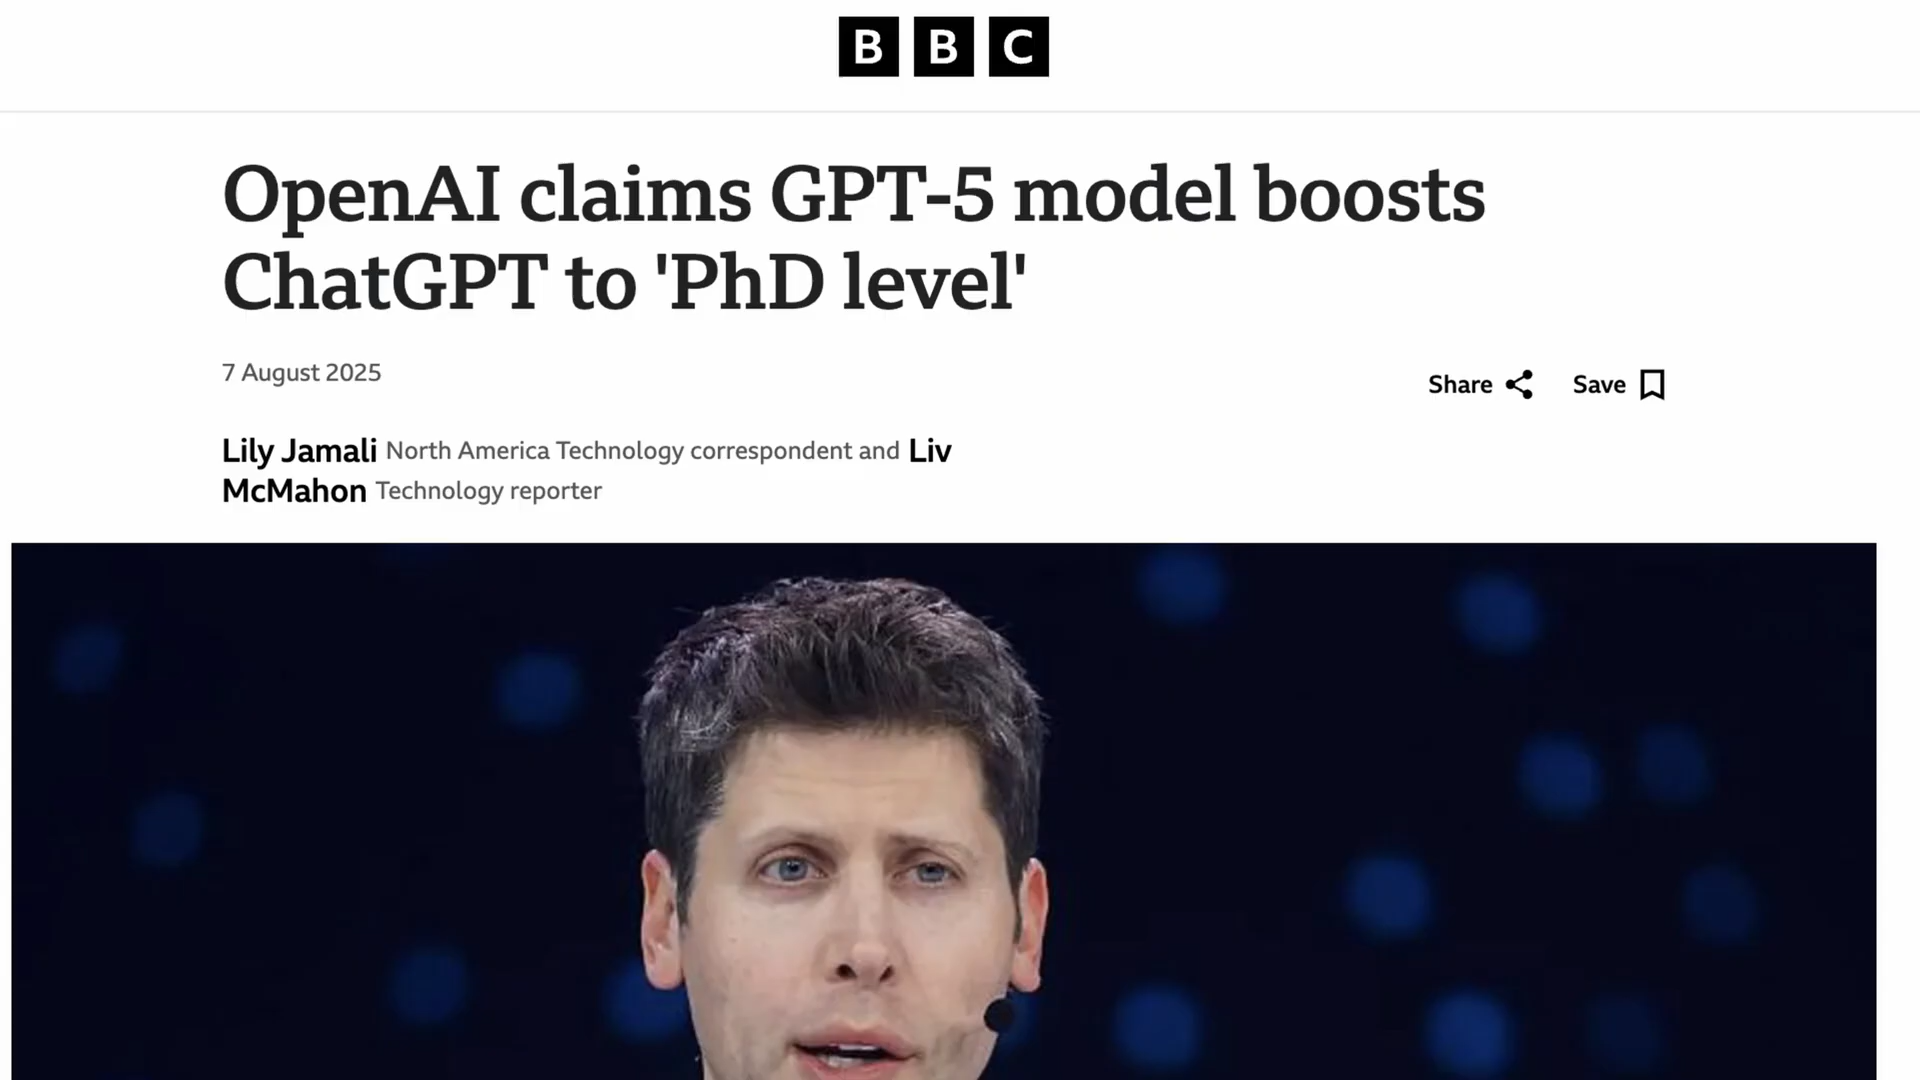 BBC
OpenAI claims GPT-5 model boosts
ChatGPT to 'PhD level'
7 August 2025
Share
Save
Lily Jamali North America Technology correspondent and Liv
McMahon Technology reporter